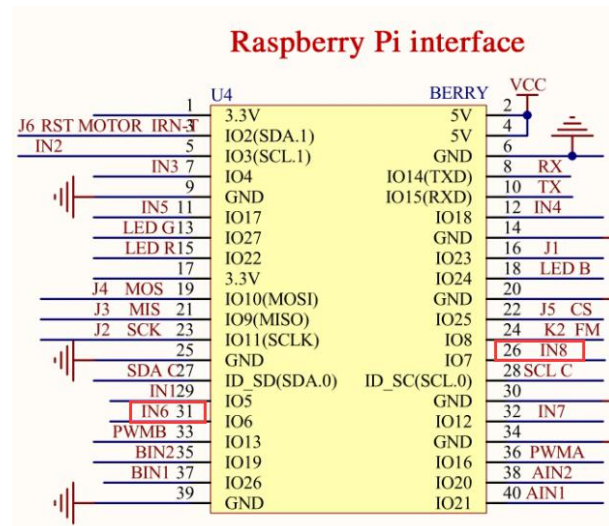 Raspberry Pi interface
U4 BERRY VCC
1 3.3V 5V 2
J6 RST MOTOR IRN-T 3 IO2(SDA.1) 5V 4
IN2 5 IO3(SCL.1) GND 6
IN3 7 IO4 IO14(TXD) 8 RX
9 GND IO15(RXD) 10 TX
IN5 11 IO17 IO18 12 IN4
LED G 13 IO27 GND 14
LED R 15 IO22 IO23 16 J1
17 3.3V IO24 18 LED B
J4 MOS 19 IO10(MOSI) GND 20
J3 MIS 21 IO9(MISO) IO25 22 J5 CS
J2 SCK 23 IO11(SCLK) IO8 24 K2 FM
25 GND IO7 26 IN8
SDA C 27 ID_SD(SDA.0) ID_SC(SCL.0) 28 SCL C
IN1 29 IO5 GND 30
IN6 31 IO6 IO12 32 IN7
PWMB 33 IO13 GND 34
BIN2 35 IO19 IO16 36 PWMA
BIN1 37 IO26 IO20 38 AIN2
39 GND IO21 40 AIN1